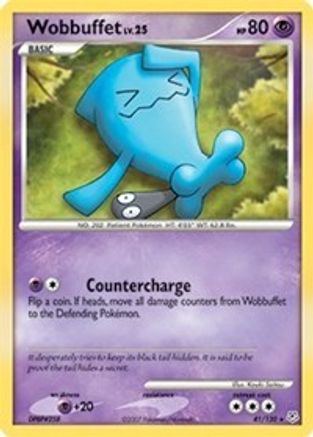 Wobbuffet LV.25 HP 80
BASIC
NO. 202 Patient Pokémon HT: 4'03" WT: 62.8 lbs.
Countercharge
Flip a coin. If heads, move all damage counters from Wobbuffet
to the Defending Pokémon.
It desperately tries to keep its black tail hidden. It is said to be
proof the tail hides a secret.
Illus. Kouki Saitou
weakness resistance retreat cost
+20
©2007 Pokémon/Nintendo
41/130